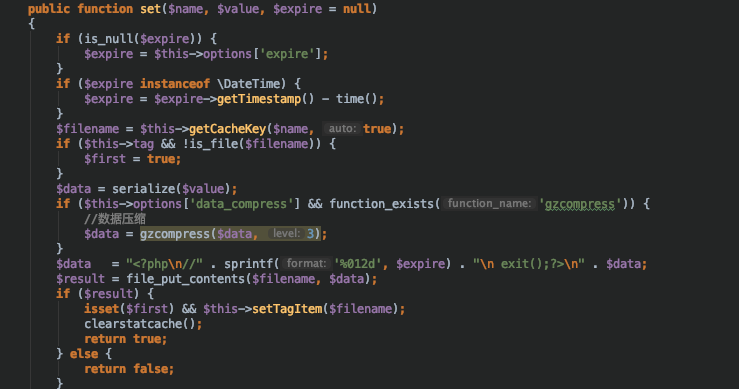 public function set($name, $value, $expire = null)
{
if (is_null($expire)) {
$expire = $this->options['expire'];
}
if ($expire instanceof \DateTime) {
$expire = $expire->getTimestamp() - time();
}
$filename = $this->getCacheKey($name, auto: true);
if ($this->tag && !is_file($filename)) {
$first = true;
}
$data = serialize($value);
if ($this->options['data_compress'] && function_exists( function_name: 'gzcompress')) {
//数据压缩
$data = gzcompress($data, level: 3);
}
$data   = "<?php\n//" . sprintf( format: '%012d', $expire) . "\n exit();?>\n" . $data;
$result = file_put_contents($filename, $data);
if ($result) {
isset($first) && $this->setTagItem($filename);
clearstatcache();
return true;
} else {
return false;
}